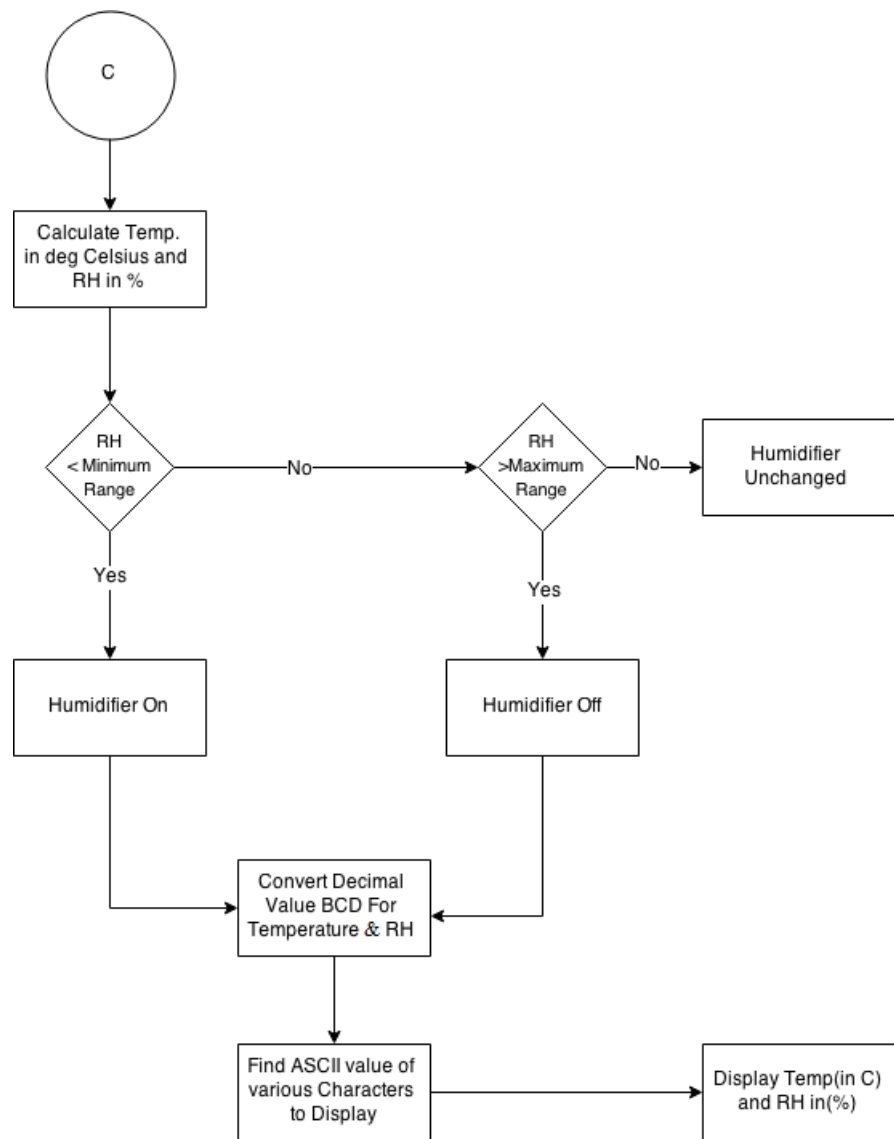 C
Calculate Temp.
in deg Celsius and
RH in %
RH
< Minimum
Range
No
RH
>Maximum
Range
No
Humidifier
Unchanged
Yes
Yes
Humidifier On
Humidifier Off
Convert Decimal
Value BCD For
Temperature & RH
Find ASCII value of
various Characters
to Display
Display Temp(in C)
and RH in(%)